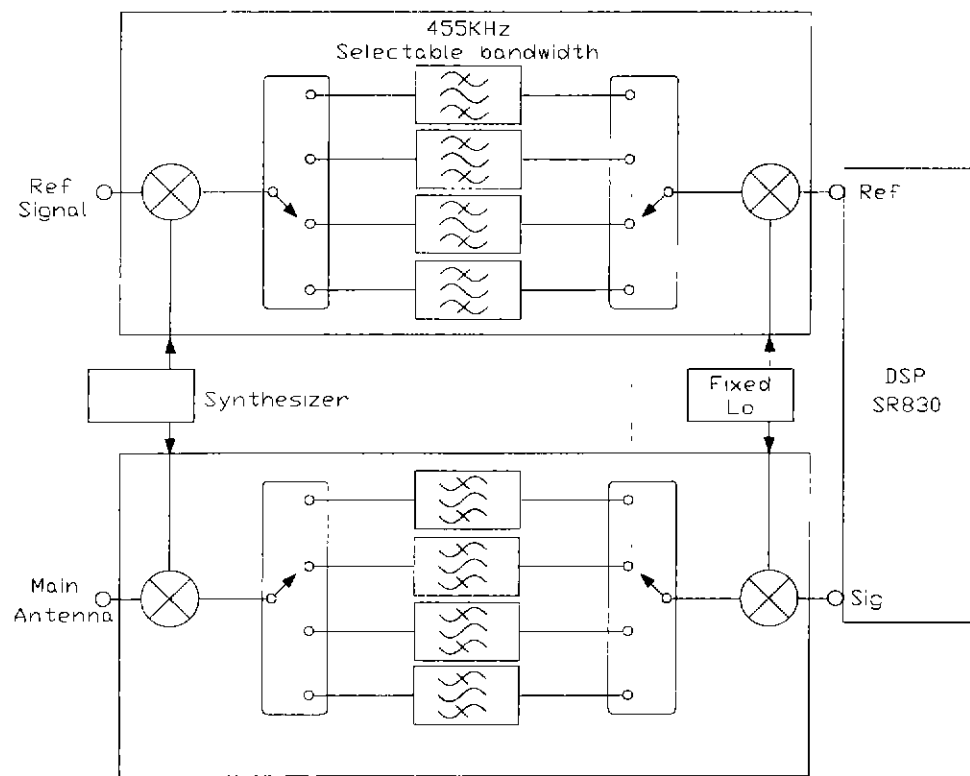 455KHz
Selectable bandwidth
Ref
Signal
Ref
Synthesizer
Fixed
Lo
DSP
SR830
Main
Antenna
Sig